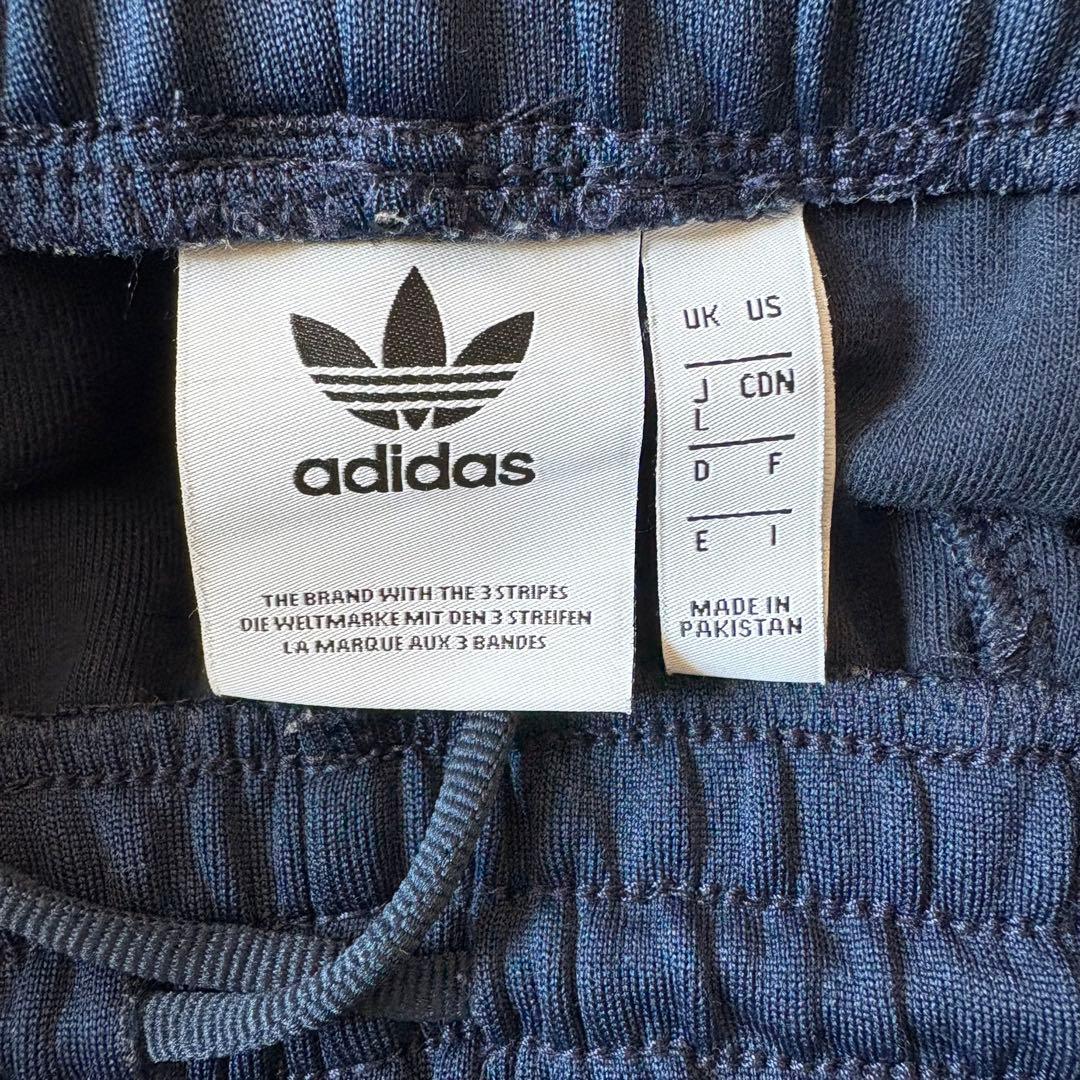 adidas
THE BRAND WITH THE 3 STRIPES
DIE WELTMARKE MIT DEN 3 STREIFEN
LA MARQUE AUX 3 BANDES
UK US
J CDN
L
D F
E I
MADE IN
PAKISTAN